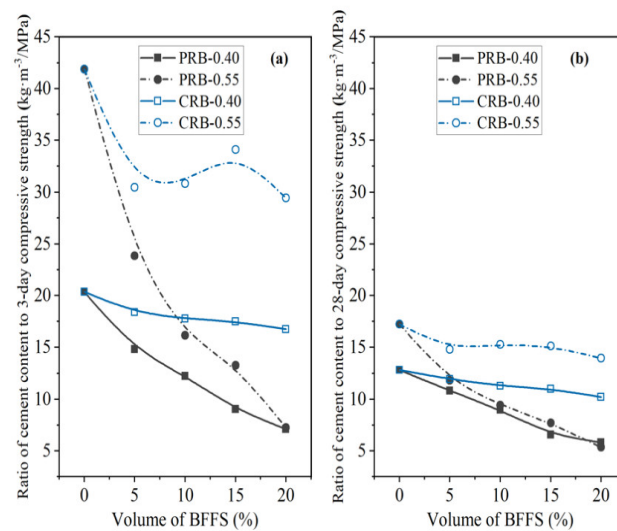 Ratio of cement content to 3-day compressive strength (kg·m⁻³/MPa)
45
40
35
30
25
20
15
10
5
(a)
PRB-0.40
PRB-0.55
CRB-0.40
CRB-0.55
0 5 10 15 20
Volume of BFFS (%)
Ratio of cement content to 28-day compressive strength (kg·m⁻³/MPa)
45
40
35
30
25
20
15
10
5
(b)
PRB-0.40
PRB-0.55
CRB-0.40
CRB-0.55
0 5 10 15 20
Volume of BFFS (%)